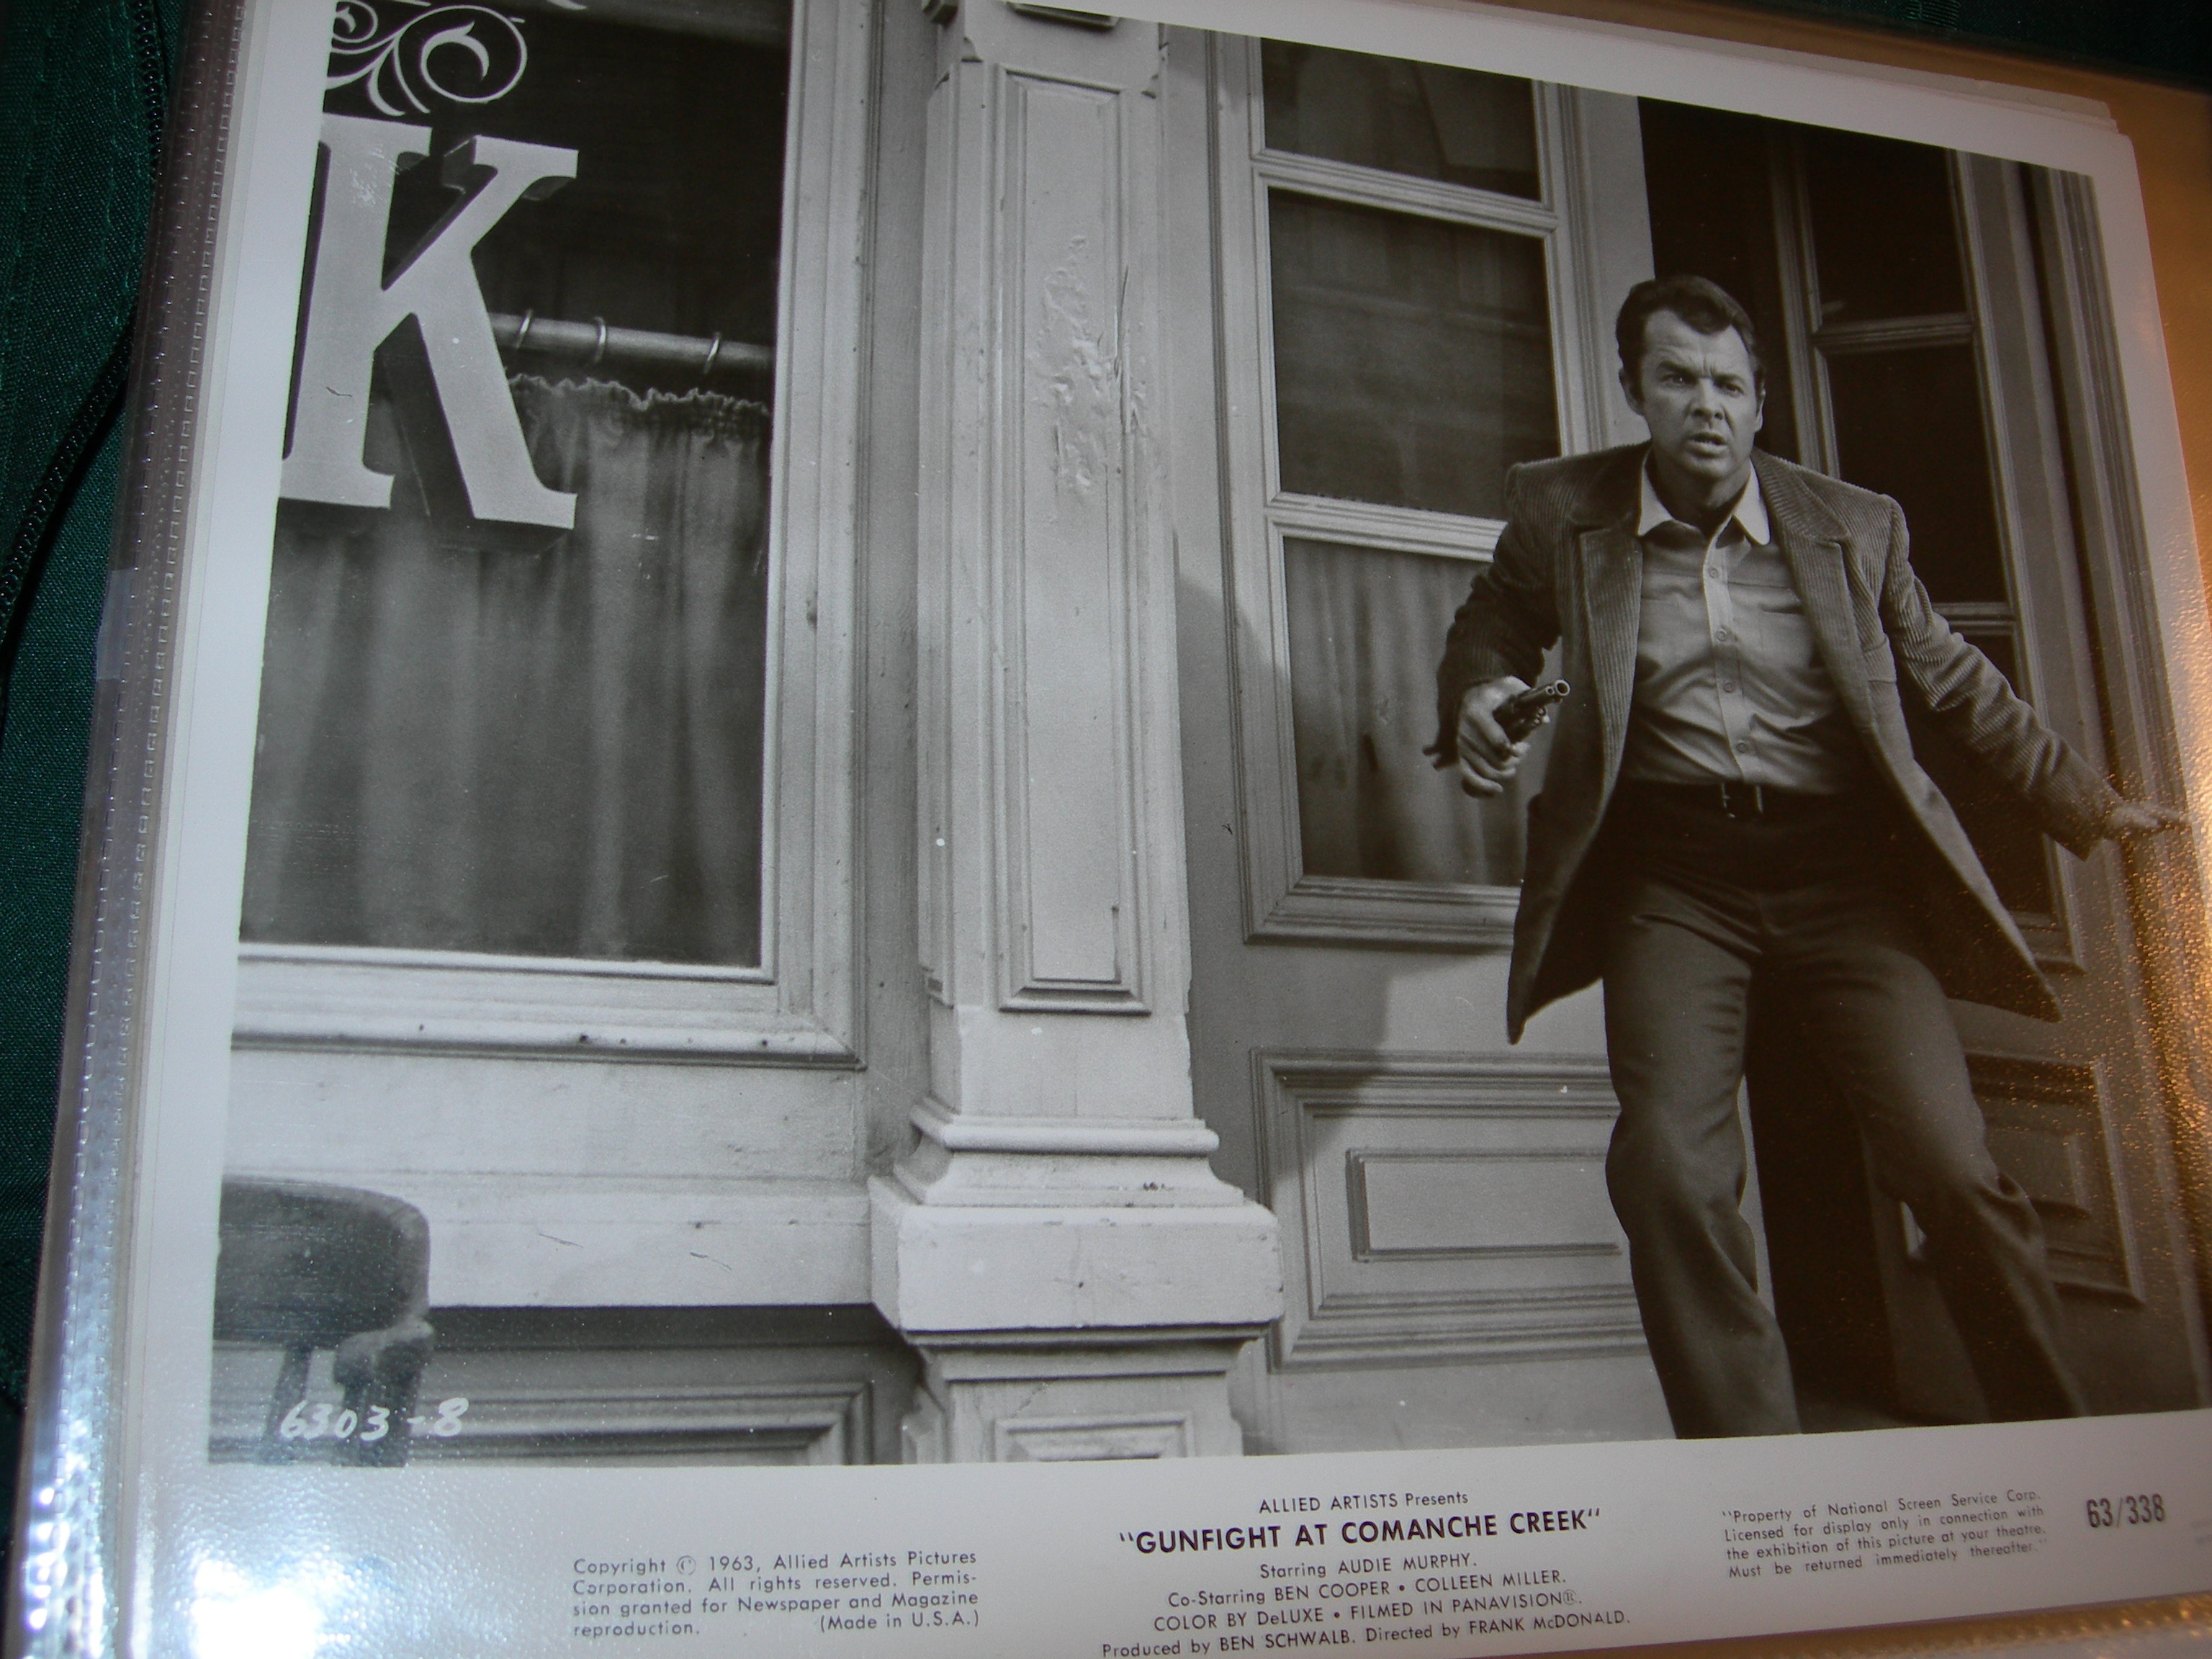 K
6303-8
ALLIED ARTISTS Presents
"GUNFIGHT AT COMANCHE CREEK"
Starring AUDIE MURPHY.
Co-Starring BEN COOPER • COLLEEN MILLER.
COLOR BY DeLUXE • FILMED IN PANAVISION®.
Produced by BEN SCHWALB. Directed by FRANK McDONALD.
Copyright © 1963, Allied Artists Pictures
Corporation. All rights reserved. Permis-
sion granted for Newspaper and Magazine
reproduction. (Made in U.S.A.)
"Property of National Screen Service Corp.
Licensed for display only in connection with
the exhibition of this picture at your theatre.
Must be returned immediately thereafter."
63/338